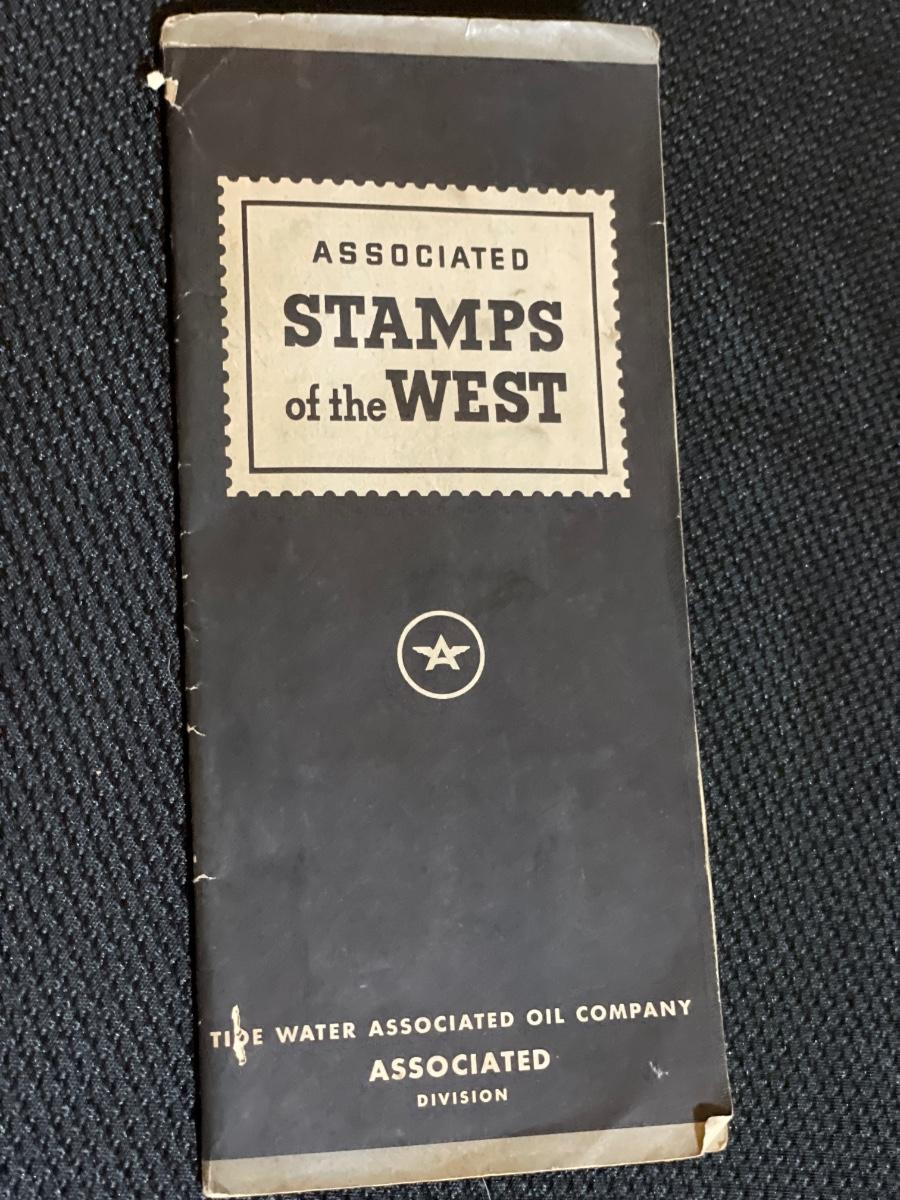 ASSOCIATED
STAMPS
of the WEST
A
TIDE WATER ASSOCIATED OIL COMPANY
ASSOCIATED
DIVISION